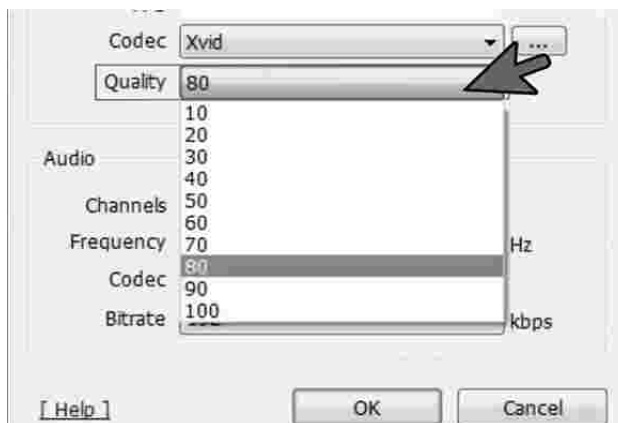 Codec Xvid ...
Quality 80
10
20
30
Audio
40
Channels 50
60
Frequency 70 Hz
80
Codec
90
100
Bitrate kbps
[ Help ] OK Cancel